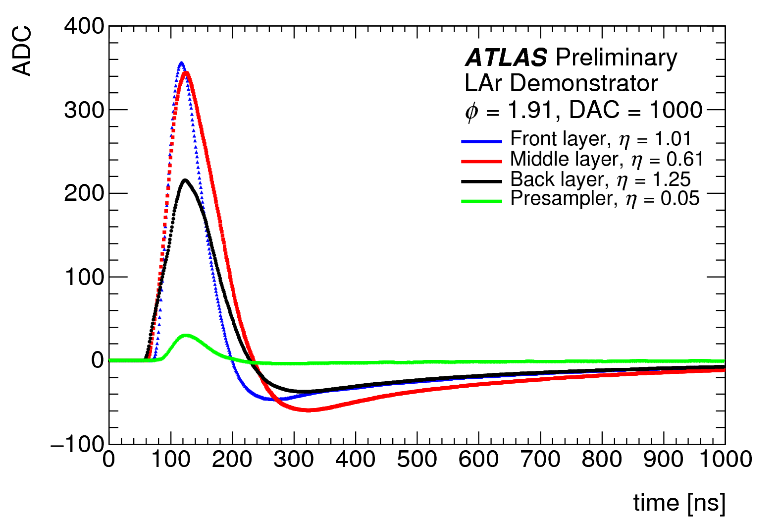 ADC
400
300
200
100
0
−100
ATLAS Preliminary
LAr Demonstrator
ϕ = 1.91, DAC = 1000
Front layer, η = 1.01
Middle layer, η = 0.61
Back layer, η = 1.25
Presampler, η = 0.05
0 100 200 300 400 500 600 700 800 900 1000
time [ns]